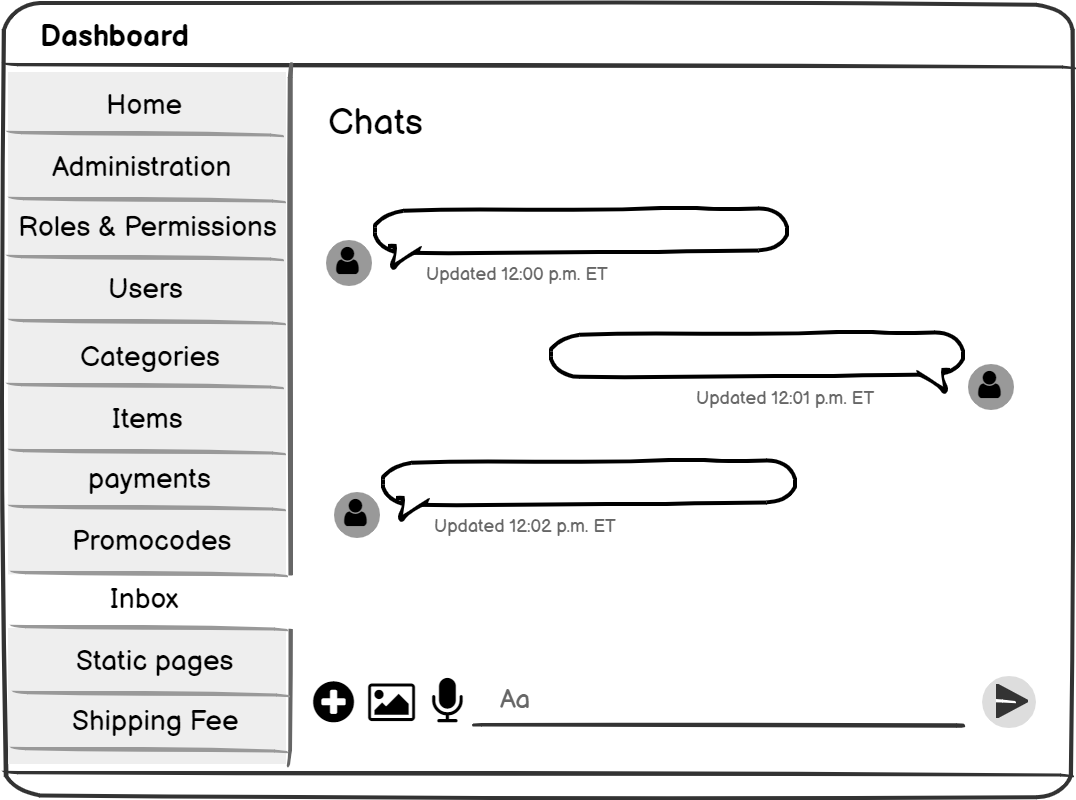 Dashboard
Home
Administration
Roles & Permissions
Users
Categories
Items
payments
Promocodes
Inbox
Static pages
Shipping Fee
Chats
Updated 12:00 p.m. ET
Updated 12:01 p.m. ET
Updated 12:02 p.m. ET
Aa